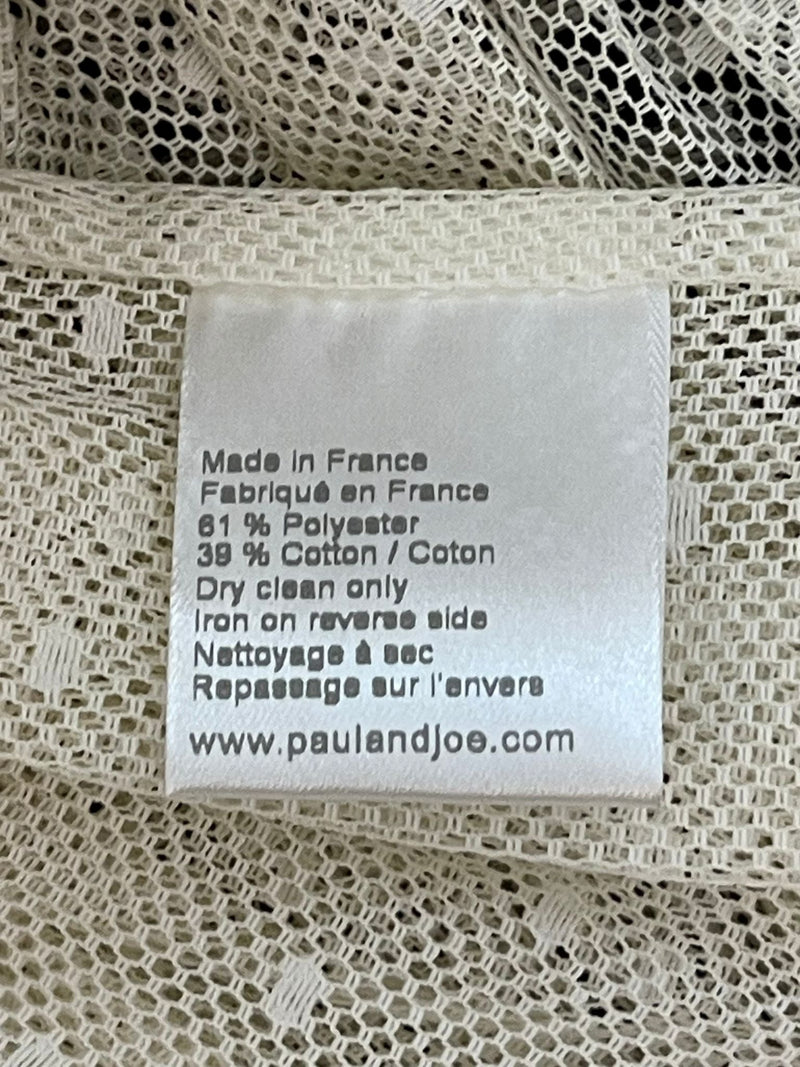 Made in France
Fabriqué en France
61 % Polyester
39 % Cotton / Coton
Dry clean only
Iron on reverse side
Nettoyage à sec
Repassage sur l'envers
www.paulandjoe.com